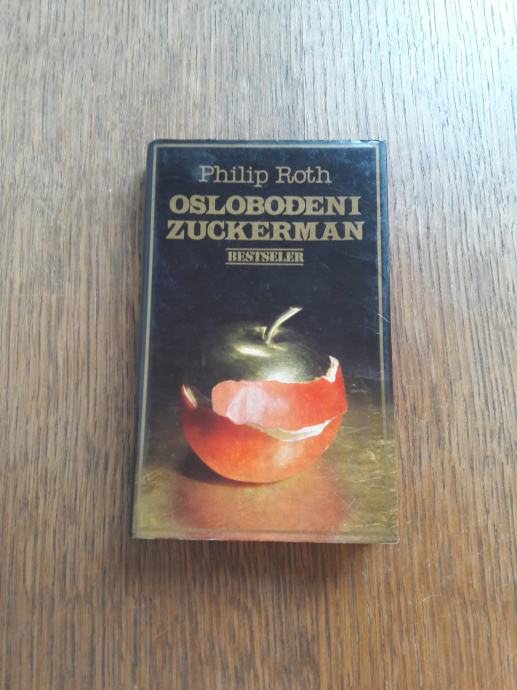 Philip Roth
OSLOBOĐENI
ZUCKERMAN
BESTSELER